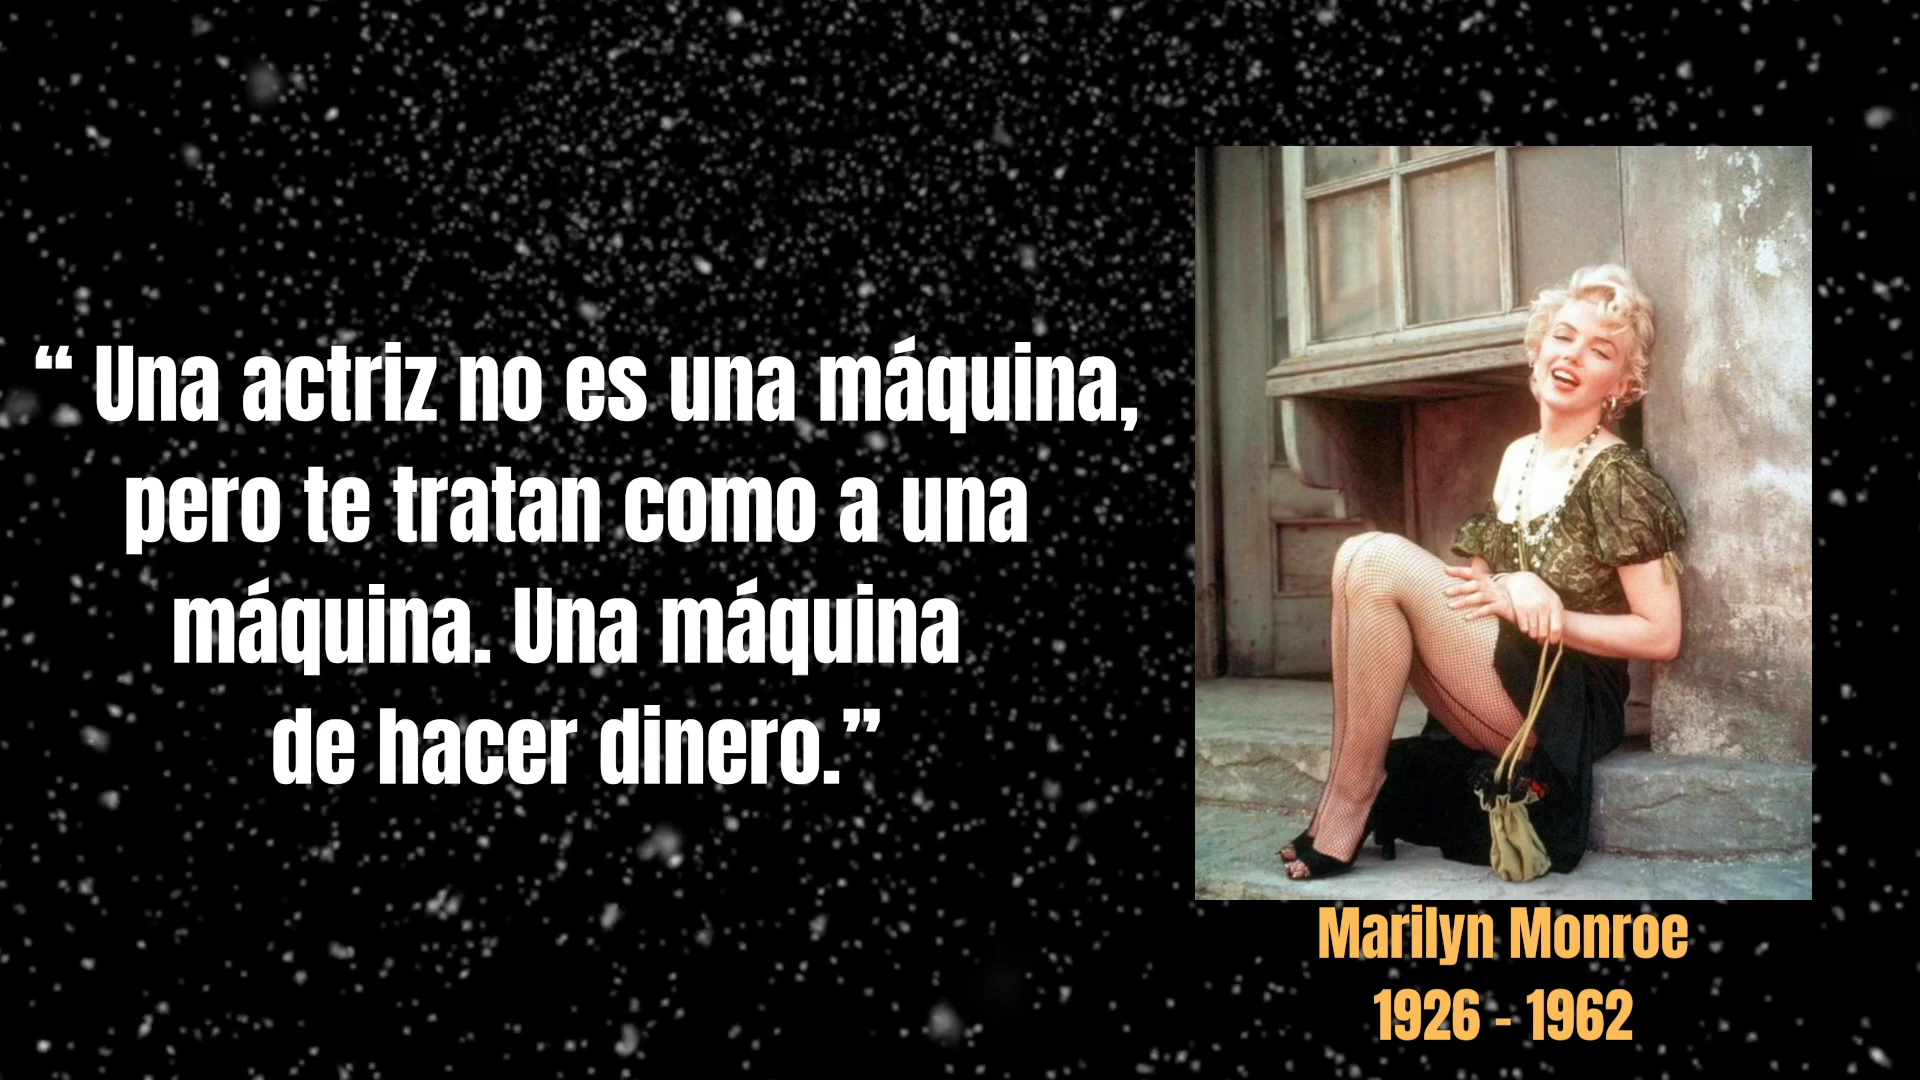 “ Una actriz no es una máquina,
pero te tratan como a una
máquina. Una máquina
de hacer dinero.”
Marilyn Monroe
1926 - 1962